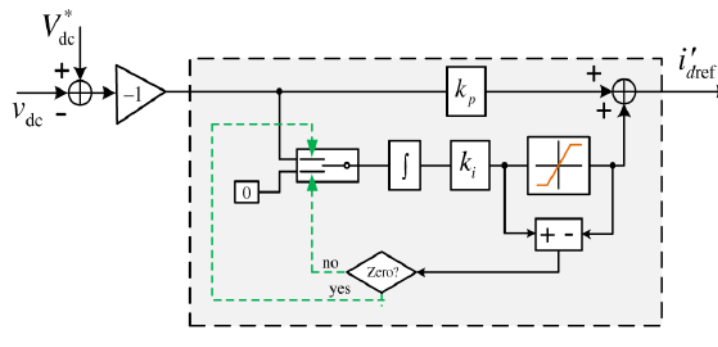 V*dc
+
-
vdc
−1
kp
+
+
i′dref
0
∫
ki
+ -
Zero?
no
yes